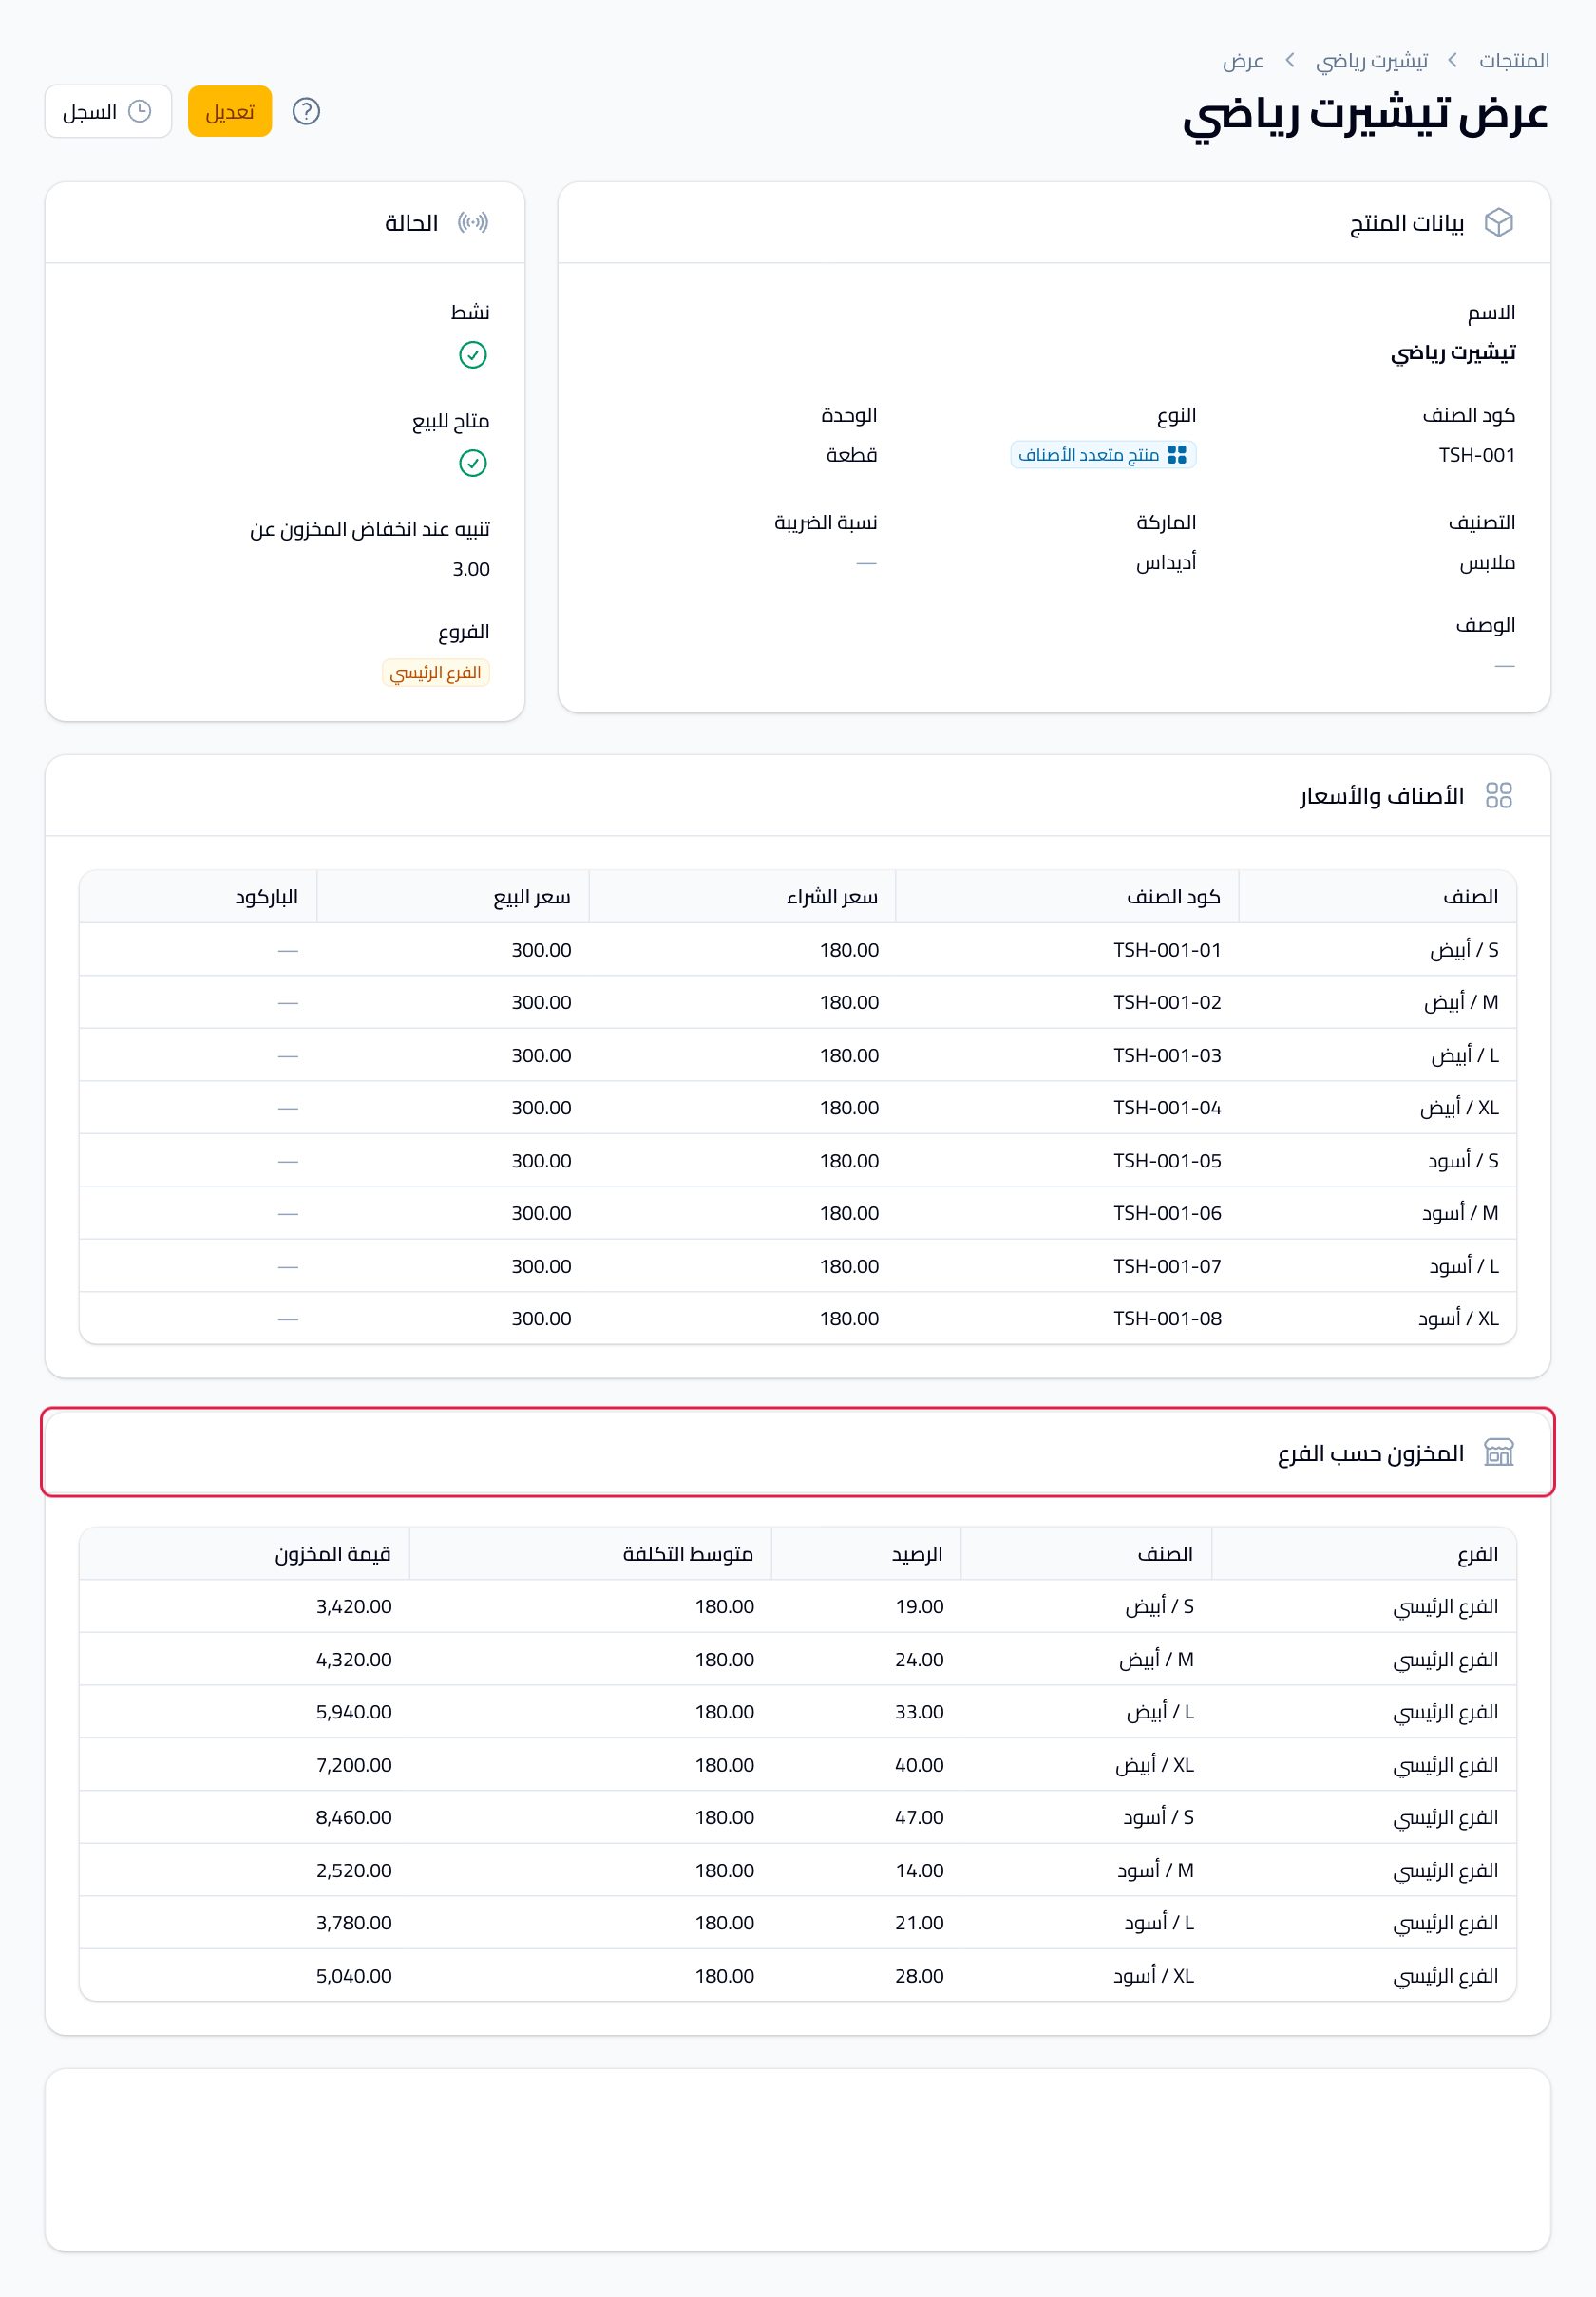 المنتجات > تيشيرت رياضي > عرض
عرض تيشيرت رياضي
تعديل
السجل
بيانات المنتج
الاسم
تيشيرت رياضي
كود الصنف النوع الوحدة
TSH-001 منتج متعدد الأصناف قطعة
التصنيف الماركة نسبة الضريبة
ملابس أديداس —
الوصف
—
الحالة
نشط
متاح للبيع
تنبيه عند انخفاض المخزون عن
3.00
الفروع
الفرع الرئيسي
الأصناف والأسعار
الصنف كود الصنف سعر الشراء سعر البيع الباركود
S / أبيض TSH-001-01 180.00 300.00 —
M / أبيض TSH-001-02 180.00 300.00 —
L / أبيض TSH-001-03 180.00 300.00 —
XL / أبيض TSH-001-04 180.00 300.00 —
S / أسود TSH-001-05 180.00 300.00 —
M / أسود TSH-001-06 180.00 300.00 —
L / أسود TSH-001-07 180.00 300.00 —
XL / أسود TSH-001-08 180.00 300.00 —
المخزون حسب الفرع
الفرع الصنف الرصيد متوسط التكلفة قيمة المخزون
الفرع الرئيسي S / أبيض 19.00 180.00 3,420.00
الفرع الرئيسي M / أبيض 24.00 180.00 4,320.00
الفرع الرئيسي L / أبيض 33.00 180.00 5,940.00
الفرع الرئيسي XL / أبيض 40.00 180.00 7,200.00
الفرع الرئيسي S / أسود 47.00 180.00 8,460.00
الفرع الرئيسي M / أسود 14.00 180.00 2,520.00
الفرع الرئيسي L / أسود 21.00 180.00 3,780.00
الفرع الرئيسي XL / أسود 28.00 180.00 5,040.00